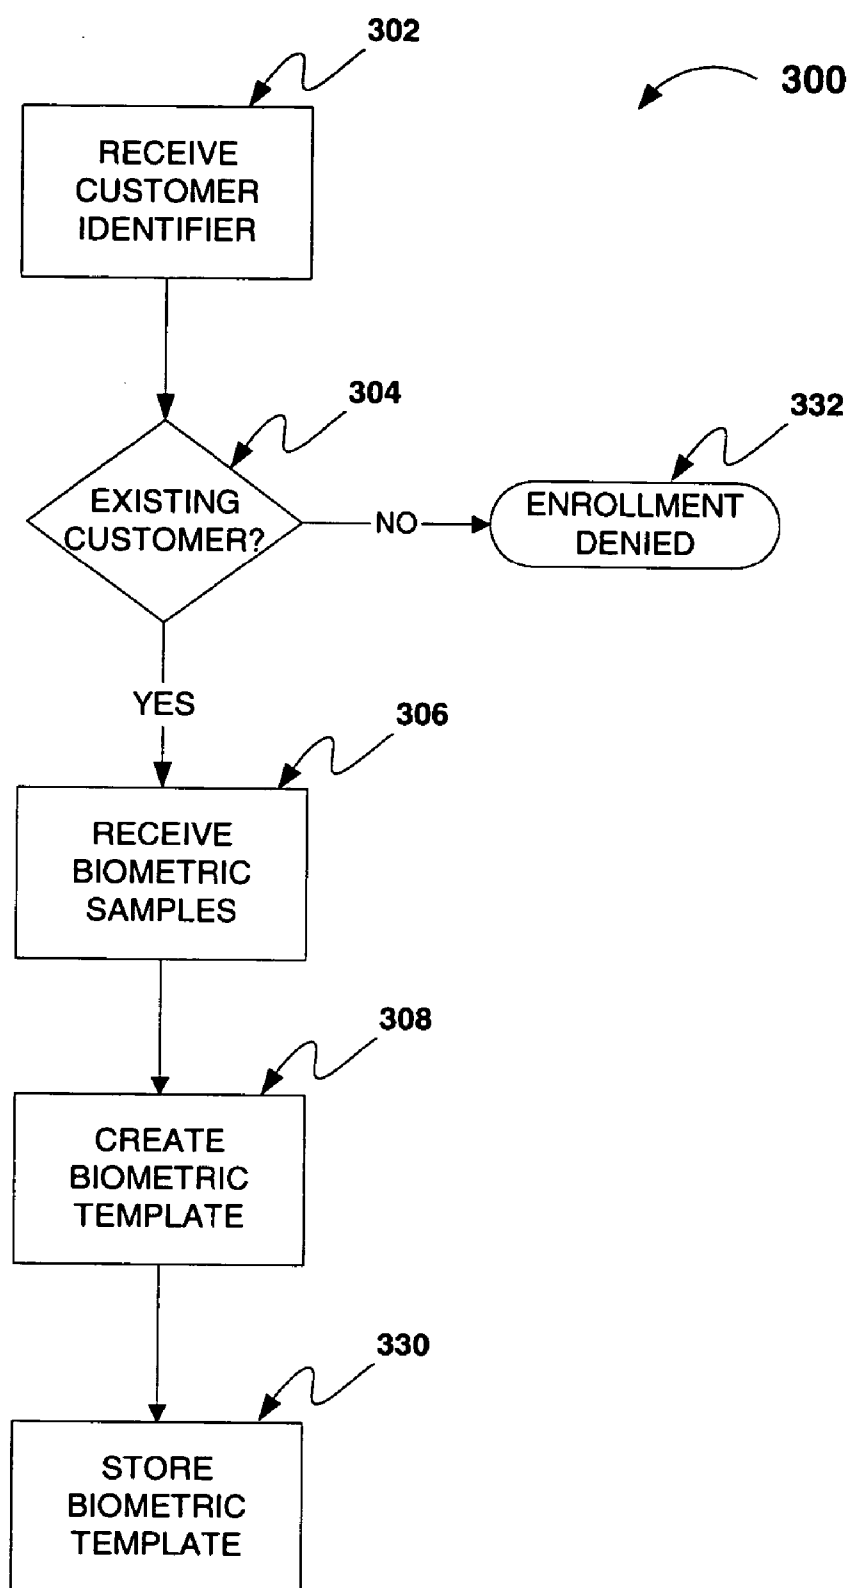 302
300
RECEIVE
CUSTOMER
IDENTIFIER
304
332
EXISTING
CUSTOMER?
NO
ENROLLMENT
DENIED
YES
306
RECEIVE
BIOMETRIC
SAMPLES
308
CREATE
BIOMETRIC
TEMPLATE
330
STORE
BIOMETRIC
TEMPLATE